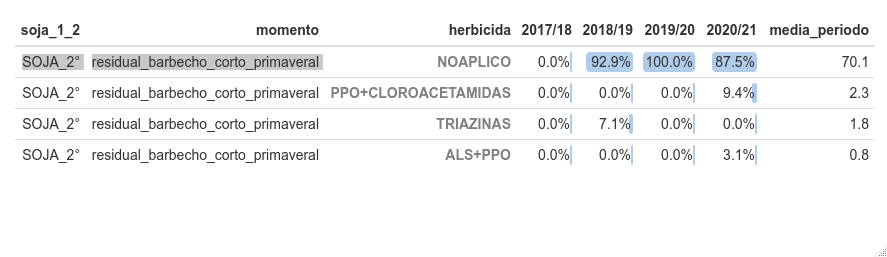 soja_1_2 momento herbicida 2017/18 2018/19 2019/20 2020/21 media_periodo
SOJA_2° residual_barbecho_corto_primaveral NOAPLICO 0.0% 92.9% 100.0% 87.5% 70.1
SOJA_2° residual_barbecho_corto_primaveral PPO+CLOROACETAMIDAS 0.0% 0.0% 0.0% 9.4% 2.3
SOJA_2° residual_barbecho_corto_primaveral TRIAZINAS 0.0% 7.1% 0.0% 0.0% 1.8
SOJA_2° residual_barbecho_corto_primaveral ALS+PPO 0.0% 0.0% 0.0% 3.1% 0.8